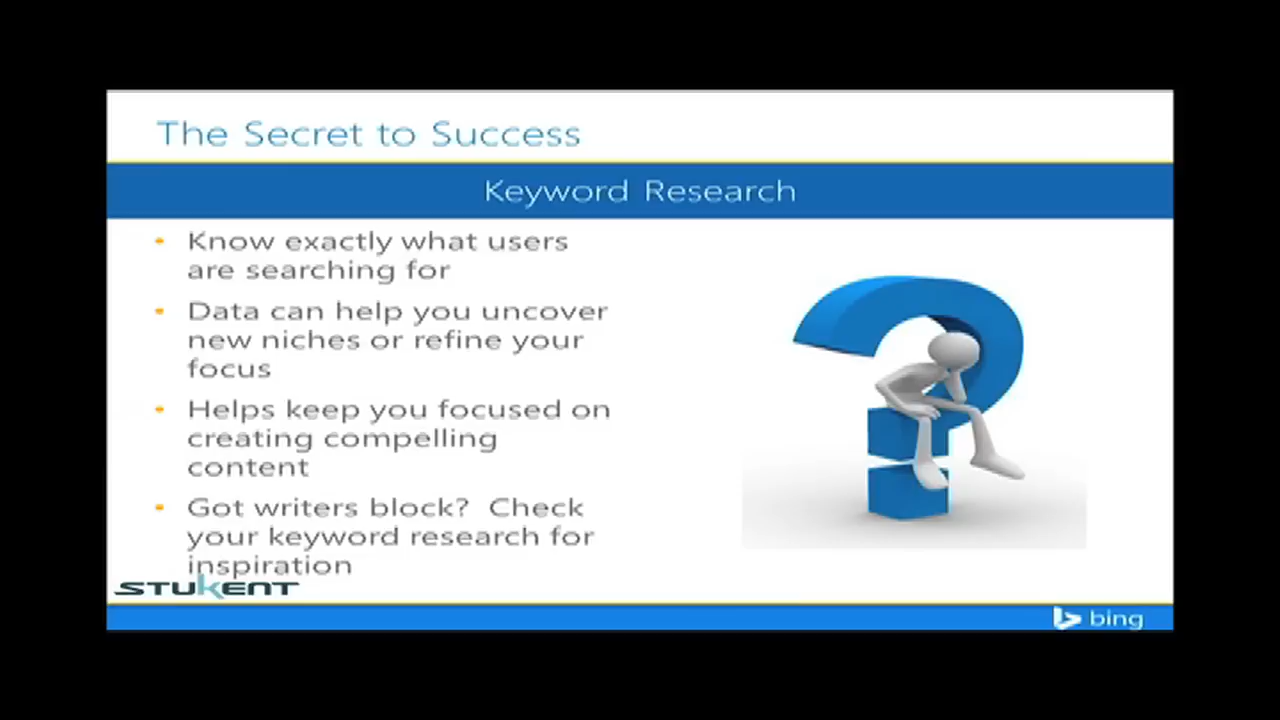 The Secret to Success
Keyword Research
• Know exactly what users
are searching for
• Data can help you uncover
new niches or refine your
focus
• Helps keep you focused on
creating compelling
content
• Got writers block?  Check
your keyword research for
inspiration
STUKENT
bing